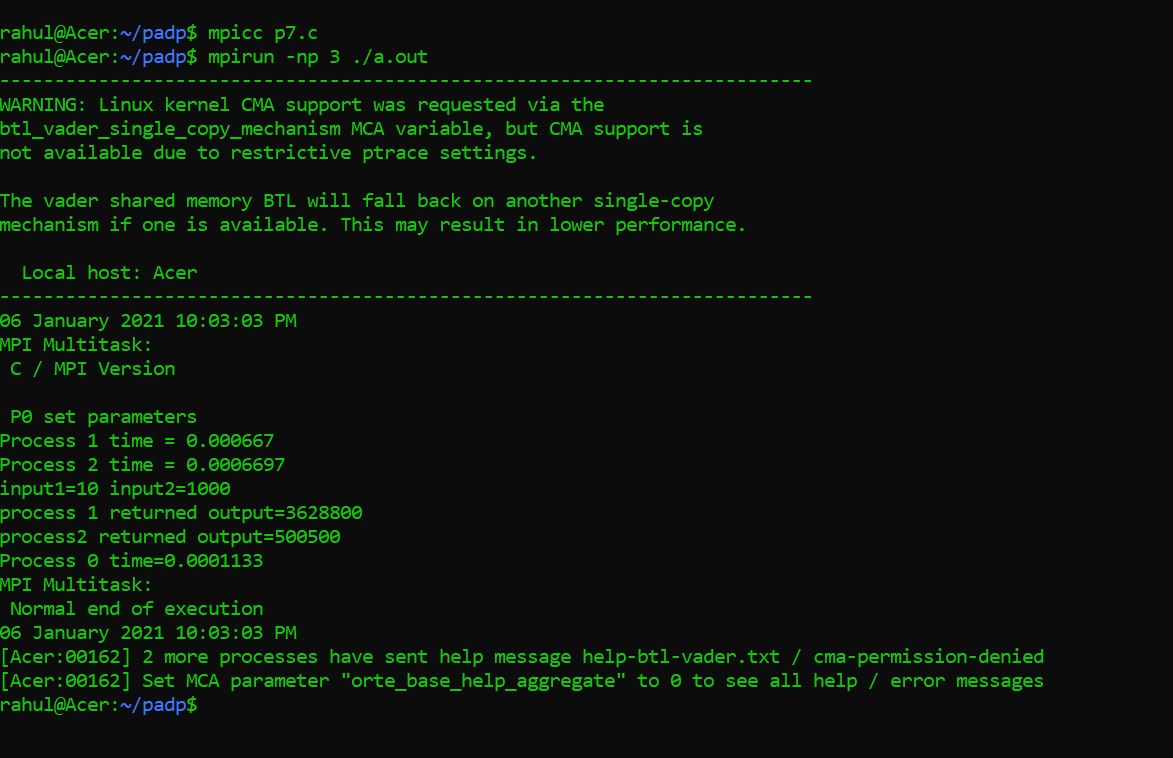 rahul@Acer:~/padp$ mpicc p7.c
rahul@Acer:~/padp$ mpirun -np 3 ./a.out
--------------------------------------------------------------------------
WARNING: Linux kernel CMA support was requested via the
btl_vader_single_copy_mechanism MCA variable, but CMA support is
not available due to restrictive ptrace settings.
The vader shared memory BTL will fall back on another single-copy
mechanism if one is available. This may result in lower performance.
Local host: Acer
--------------------------------------------------------------------------
06 January 2021 10:03:03 PM
MPI Multitask:
C / MPI Version
P0 set parameters
Process 1 time = 0.000667
Process 2 time = 0.0006697
input1=10 input2=1000
process 1 returned output=3628800
process2 returned output=500500
Process 0 time=0.0001133
MPI Multitask:
Normal end of execution
06 January 2021 10:03:03 PM
[Acer:00162] 2 more processes have sent help message help-btl-vader.txt / cma-permission-denied
[Acer:00162] Set MCA parameter "orte_base_help_aggregate" to 0 to see all help / error messages
rahul@Acer:~/padp$